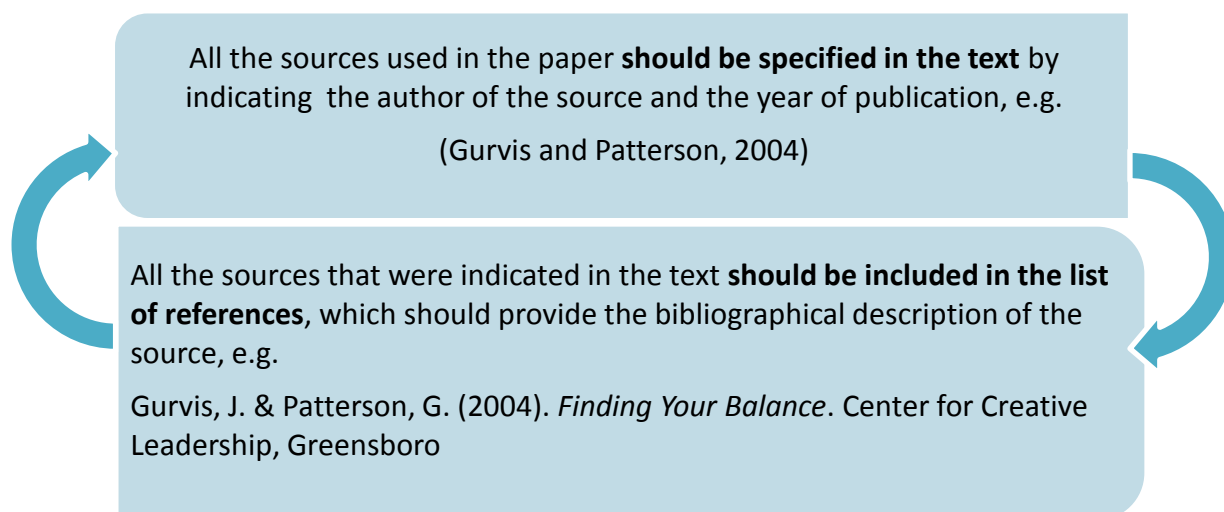 All the sources used in the paper should be specified in the text by
indicating the author of the source and the year of publication, e.g.
(Gurvis and Patterson, 2004)
All the sources that were indicated in the text should be included in the list
of references, which should provide the bibliographical description of the
source, e.g.
Gurvis, J. & Patterson, G. (2004). Finding Your Balance. Center for Creative
Leadership, Greensboro